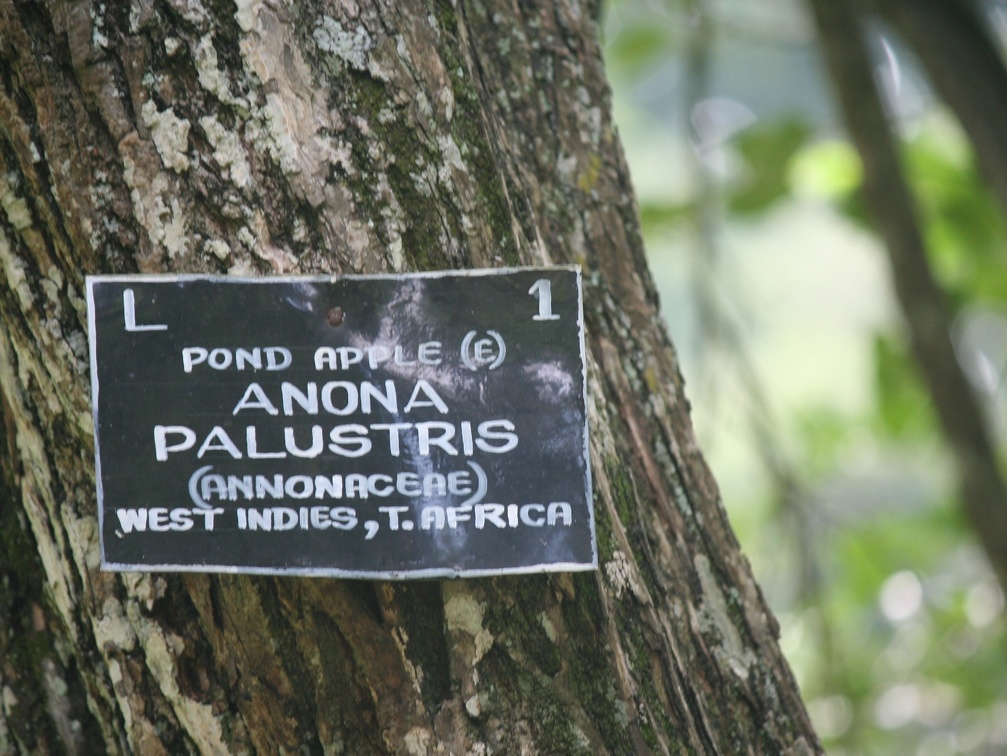 L 1
POND APPLE (E)
ANONA
PALUSTRIS
(ANNONACEAE)
WEST INDIES, T. AFRICA